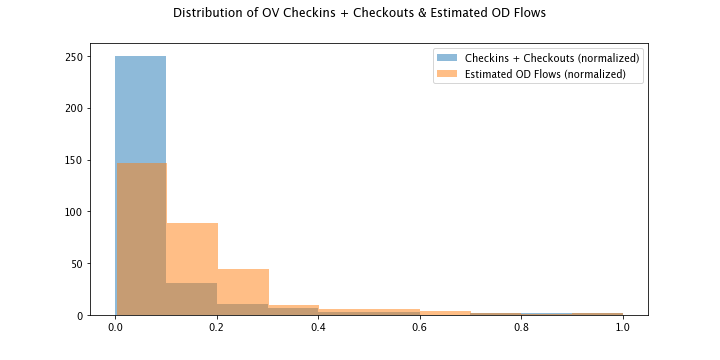 Distribution of OV Checkins + Checkouts & Estimated OD Flows
Checkins + Checkouts (normalized)
Estimated OD Flows (normalized)
250
200
150
100
50
0
0.0 0.2 0.4 0.6 0.8 1.0